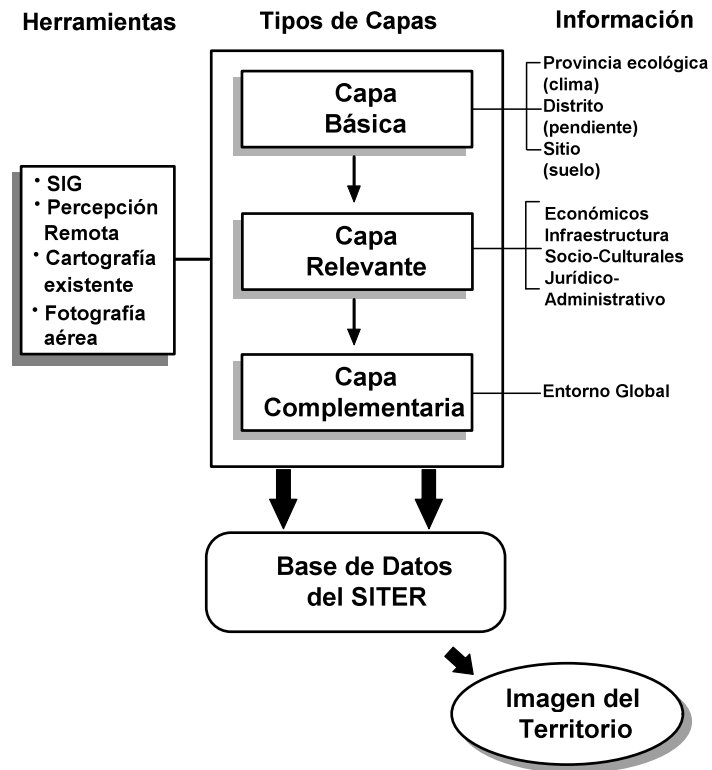 Herramientas
Tipos de Capas
Información
Capa
Básica
Provincia ecológica
(clima)
Distrito
(pendiente)
Sitio
(suelo)
• SIG
• Percepción
Remota
• Cartografía
existente
• Fotografía
aérea
Capa
Relevante
Económicos
Infraestructura
Socio-Culturales
Jurídico-
Administrativo
Capa
Complementaria
Entorno Global
Base de Datos
del SITER
Imagen del
Territorio